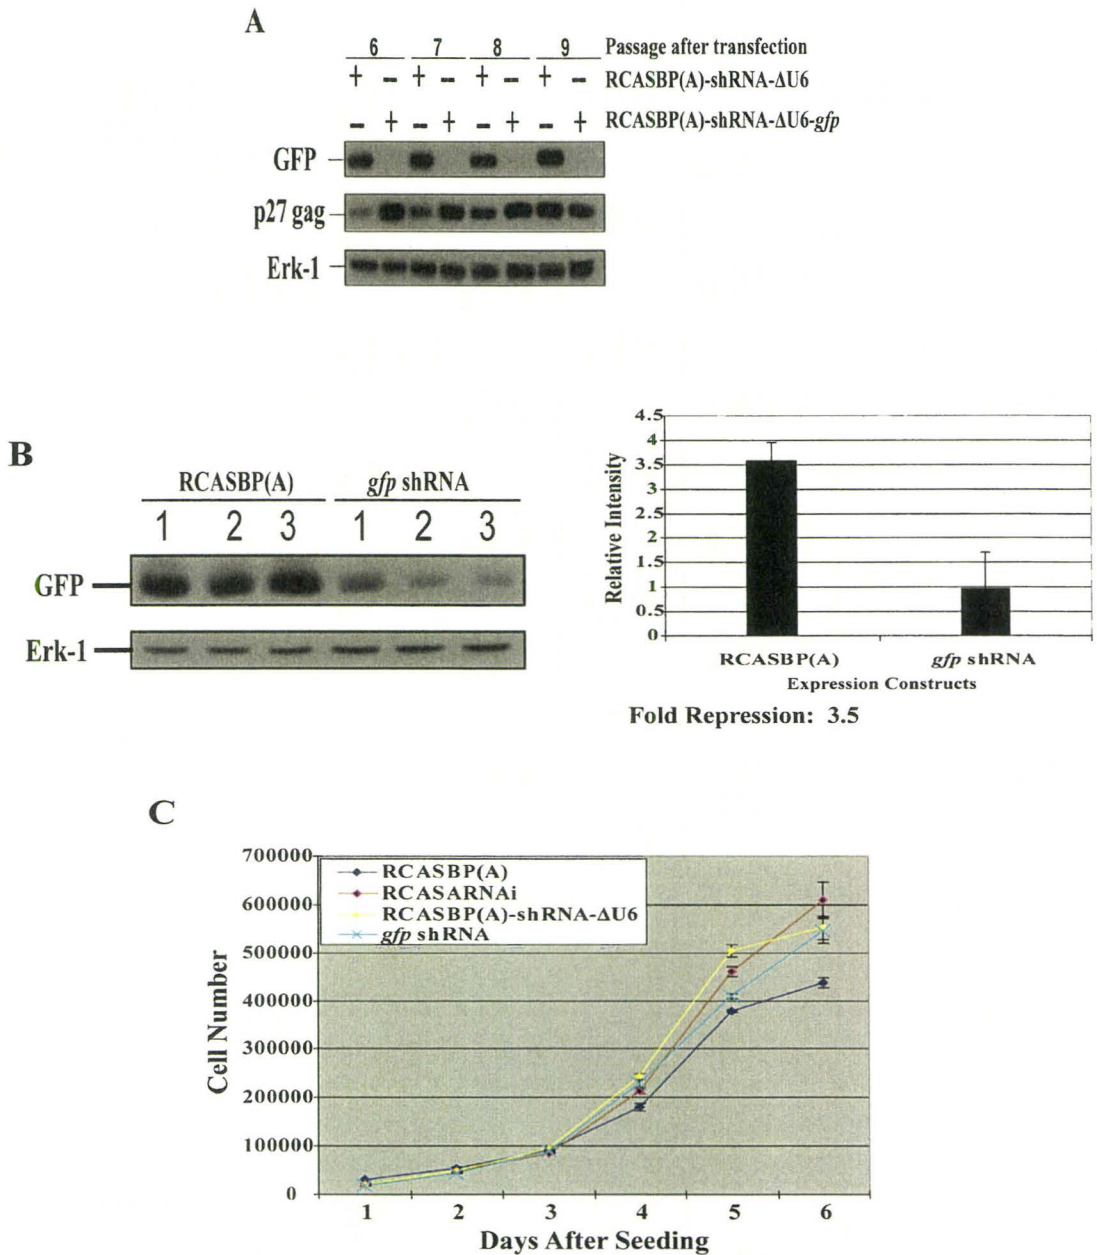 A
6 7 8 9 Passage after transfection
+ – + – + – + – RCASBP(A)-shRNA-ΔU6
– + – + – + – + RCASBP(A)-shRNA-ΔU6-gfp
GFP
p27 gag
Erk-1
B
RCASBP(A) gfp shRNA
1 2 3 1 2 3
GFP
Erk-1
4.5
4
3.5
3
2.5
2
1.5
1
0.5
0
Relative Intensity
RCASBP(A) gfp shRNA
Expression Constructs
Fold Repression: 3.5
C
700000
600000
500000
400000
300000
200000
100000
0
Cell Number
RCASBP(A)
RCASARNAi
RCASBP(A)-shRNA-ΔU6
gfp shRNA
1 2 3 4 5 6
Days After Seeding